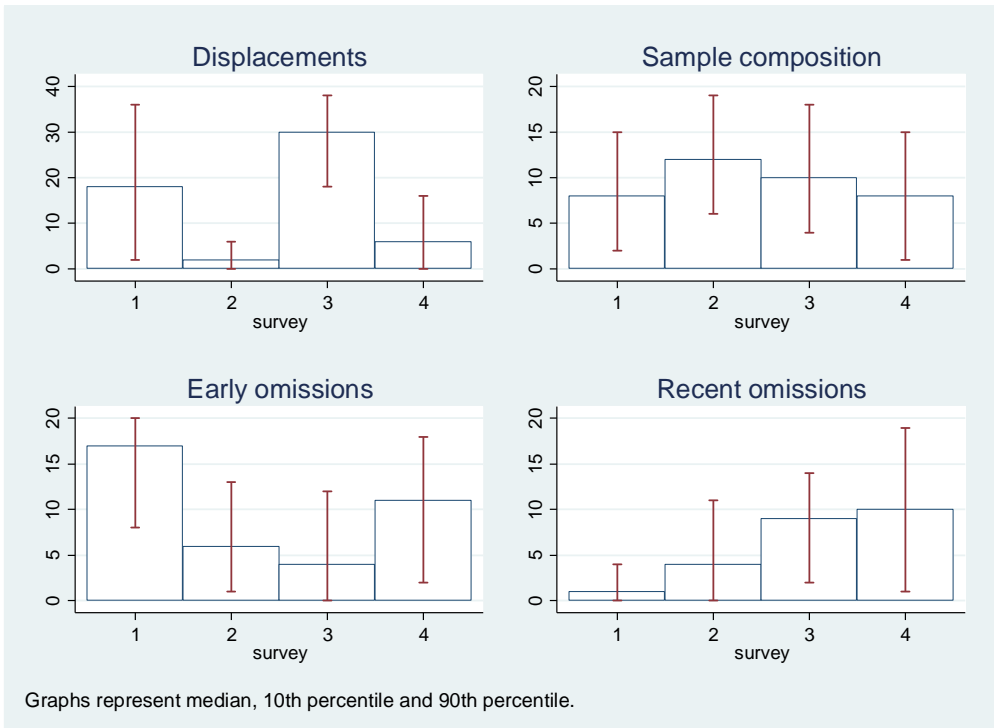 Displacements
40
30
20
10
0
1 2 3 4
survey
Sample composition
20
15
10
5
0
1 2 3 4
survey
Early omissions
20
15
10
5
0
1 2 3 4
survey
Recent omissions
20
15
10
5
0
1 2 3 4
survey
Graphs represent median, 10th percentile and 90th percentile.